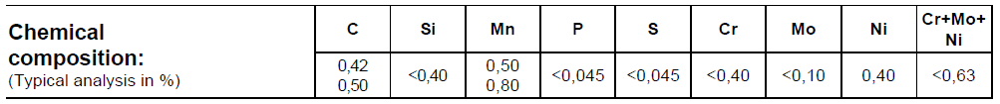 Chemical
composition:
(Typical analysis in %)
C Si Mn P S Cr Mo Ni Cr+Mo+
Ni
0,42
0,50
<0,40
0,50
0,80
<0,045 <0,045 <0,40 <0,10 0,40 <0,63